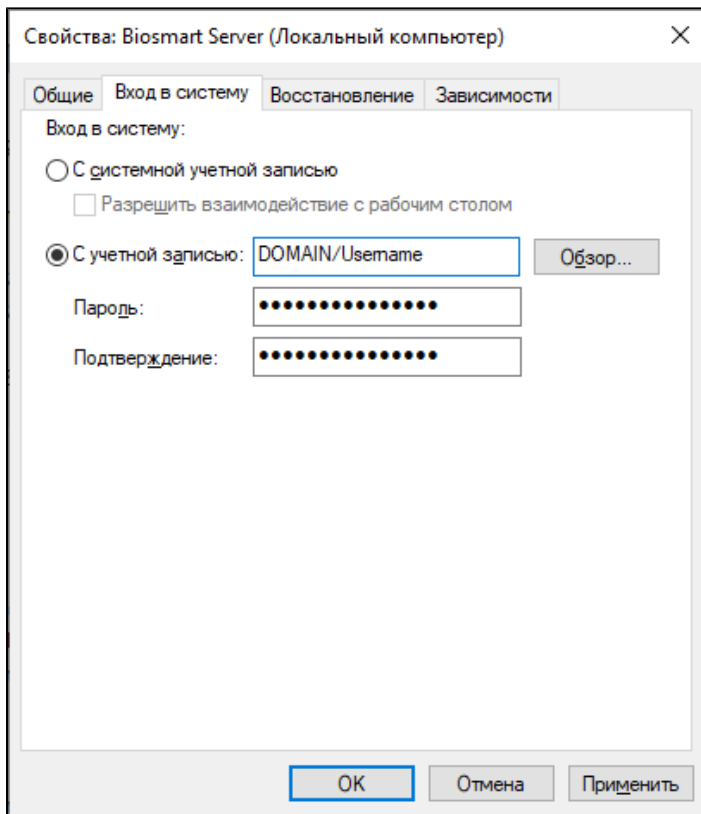 Свойства: Biosmart Server (Локальный компьютер)
Общие Вход в систему Восстановление Зависимости
Вход в систему:
С системной учетной записью
Разрешить взаимодействие с рабочим столом
С учетной записью: DOMAIN/Username Обзор...
Пароль: ●●●●●●●●●●●●●●●
Подтверждение: ●●●●●●●●●●●●●●●
OK Отмена Применить